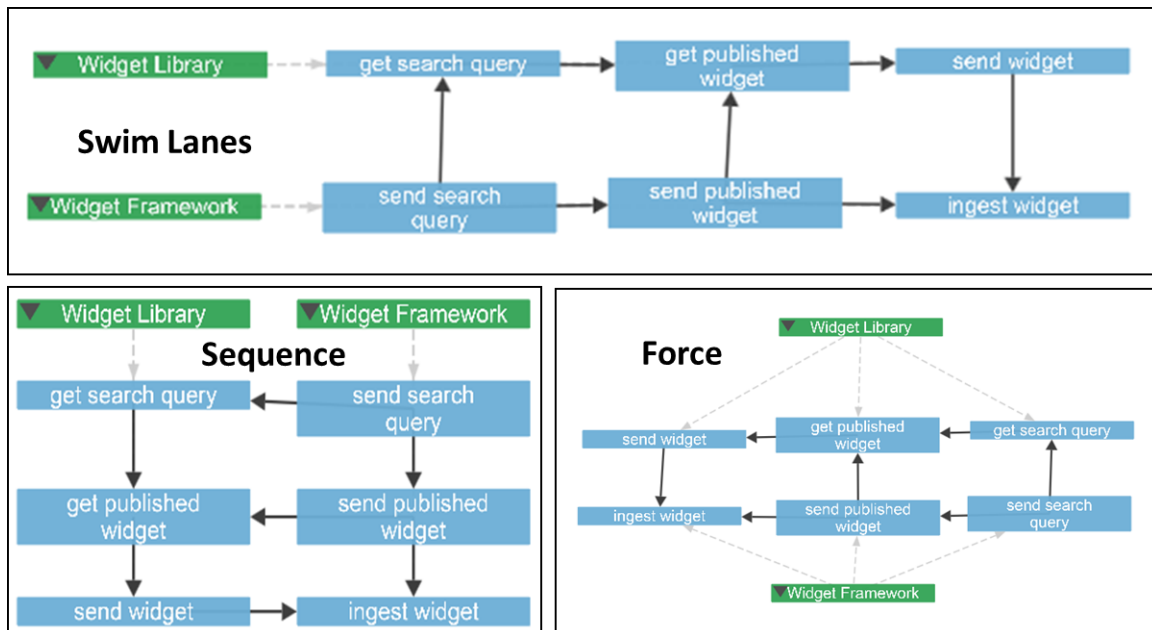 Widget Library
get search query
get published
widget
send widget
Swim Lanes
Widget Framework
send search
query
send published
widget
ingest widget
Widget Library
Widget Framework
Sequence
get search query
send search
query
get published
widget
send published
widget
send widget
ingest widget
Widget Library
Force
send widget
get published
widget
get search query
ingest widget
send published
widget
send search
query
Widget Framework